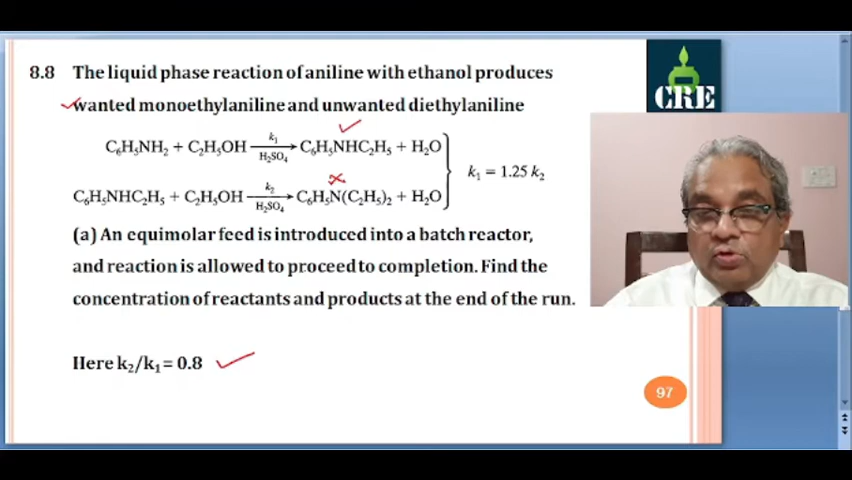 8.8 The liquid phase reaction of aniline with ethanol produces
wanted monoethylaniline and unwanted diethylaniline
C₆H₅NH₂ + C₂H₅OH —k₁/H₂SO₄→ C₆H₅NHC₂H₅ + H₂O
k₁ = 1.25 k₂
C₆H₅NHC₂H₅ + C₂H₅OH —k₂/H₂SO₄→ C₆H₅N(C₂H₅)₂ + H₂O
(a) An equimolar feed is introduced into a batch reactor,
and reaction is allowed to proceed to completion. Find the
concentration of reactants and products at the end of the run.
Here k₂/k₁ = 0.8
CRE
97